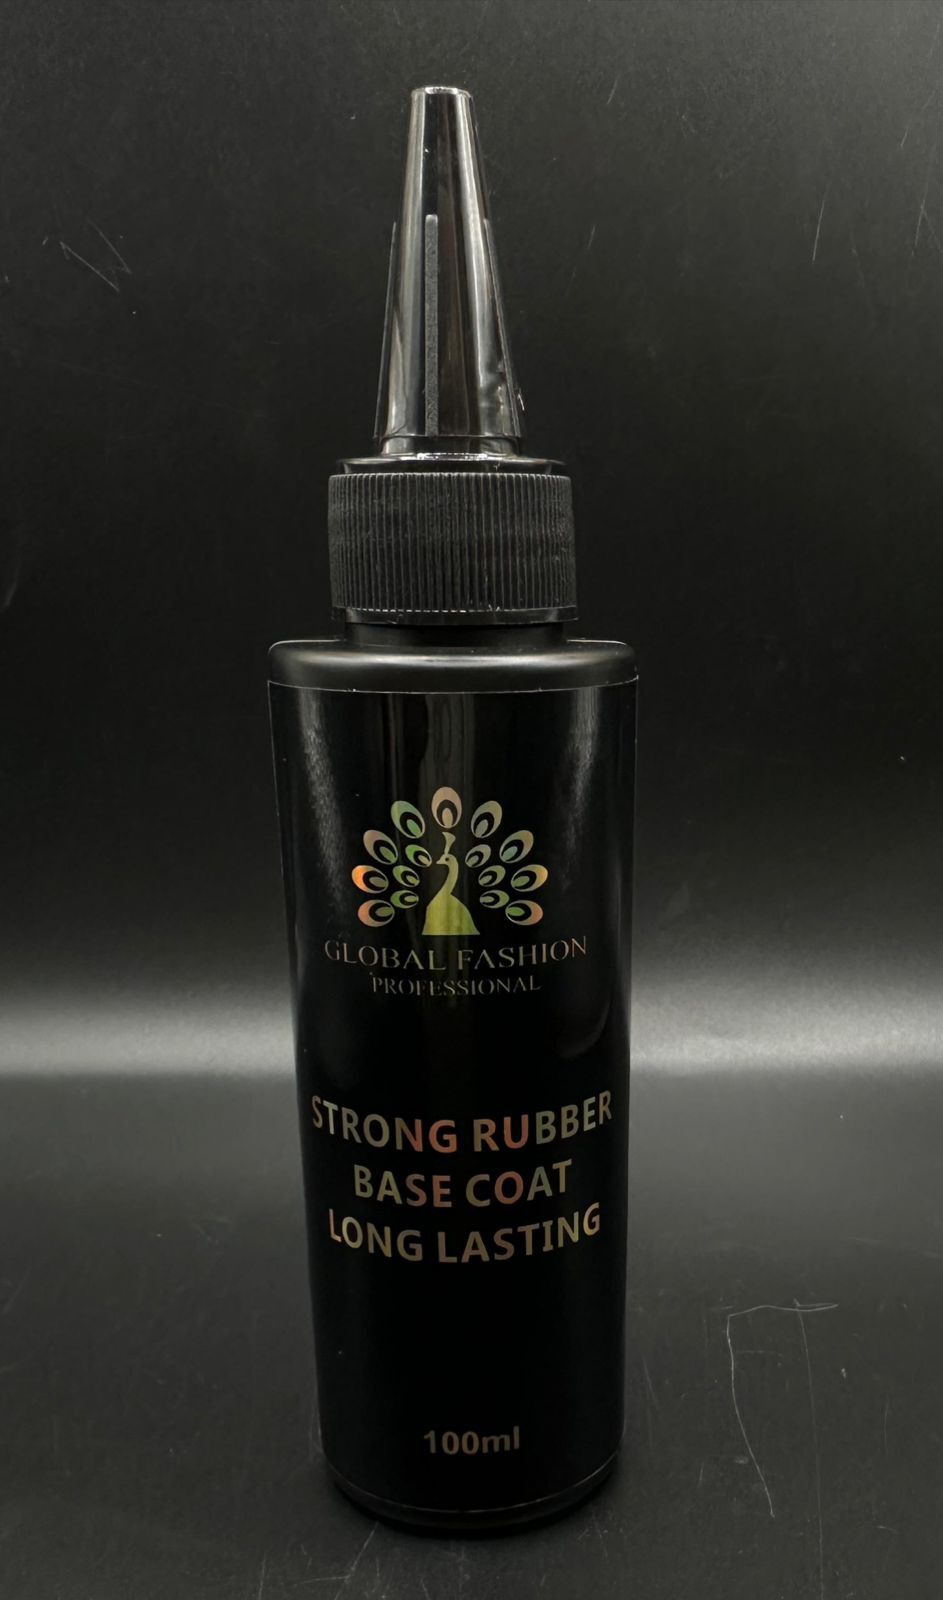 GLOBAL FASHION
PROFESSIONAL
STRONG RUBBER
BASE COAT
LONG LASTING
100ml